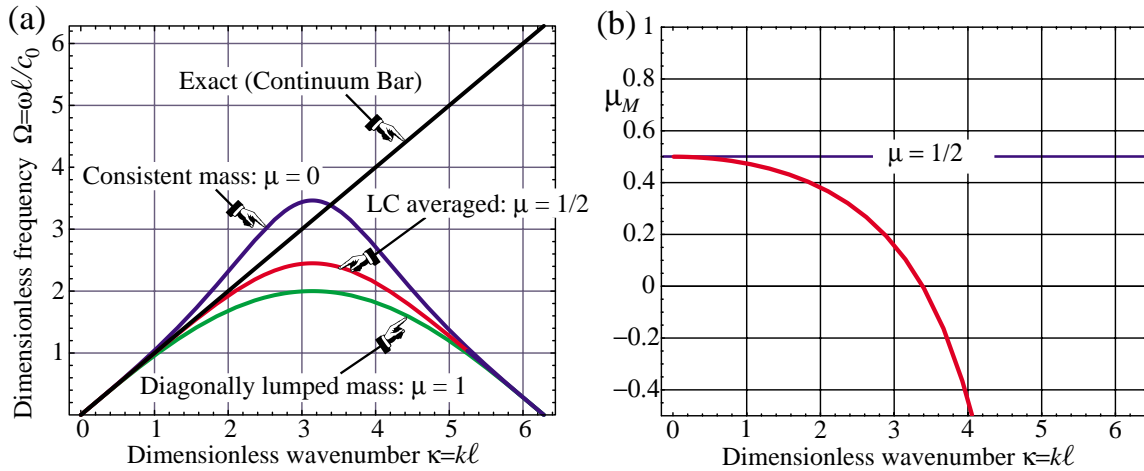 (a)
Dimensionless frequency Ω=ωℓ/c₀
6
5
4
3
2
1
Exact (Continuum Bar)
Consistent mass: μ = 0
LC averaged: μ = 1/2
Diagonally lumped mass: μ = 1
0 1 2 3 4 5 6
Dimensionless wavenumber κ=kℓ
(b)
μ_M
1
0.8
0.6
0.4
0.2
0
−0.2
−0.4
μ = 1/2
0 1 2 3 4 5 6
Dimensionless wavenumber κ=kℓ